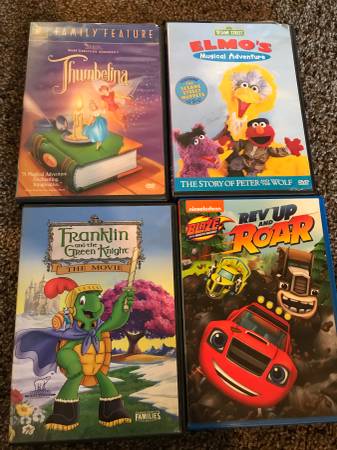 FAMILY FEATURE
Thumbelina
"A Musical Adventure
Enchanting
DVD
SESAME STREET
ELMO'S
Musical Adventure
THE STORY OF PETER AND THE WOLF
DVD
Franklin
and the
Green Knight
THE MOVIE
FAMILIES
nickelodeon
BLAZE
REV UP
AND
ROAR